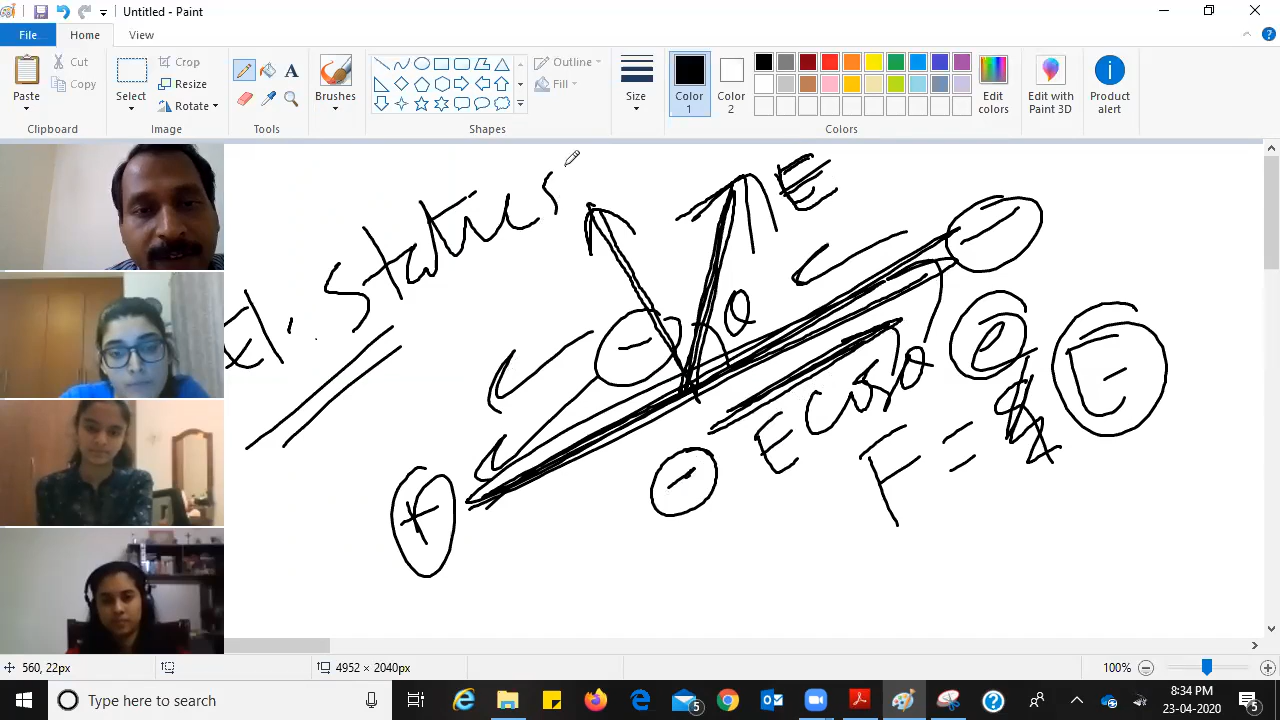 Untitled - Paint
File
Home
View
Paste
Cut
Copy
Clipboard
Select
Crop
Resize
Rotate
Image
A
Tools
Brushes
Outline
Fill
Shapes
Size
Color 1
Color 2
Edit colors
Edit with Paint 3D
Product alert
Colors
El. Statics
E
θ
−
−
E cos θ
e
E
F =
+
−
560, 22px
4952 × 2040px
100%
Type here to search
5
8:34 PM
23-04-2020
5